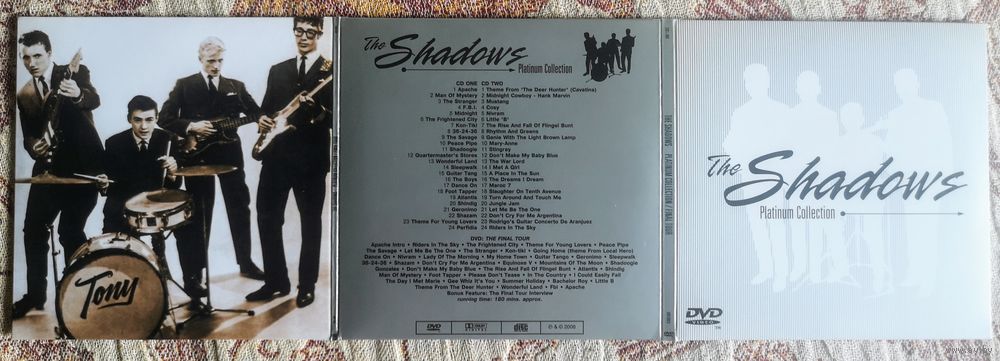 Tony
The Shadows
Platinum Collection
CD ONE CD TWO
1 Apache 1 Theme From 'The Deer Hunter' (Cavatina)
2 Man Of Mystery 2 Midnight Cowboy - Hank Marvin
3 The Stranger 3 Mustang
4 F.B.I. 4 Cosy
5 Midnight 5 Nivram
6 The Frightened City 6 Little 'B'
7 Kon-Tiki 7 The Rise And Fall Of Flingel Bunt
8 36-24-36 8 Rhythm And Greens
9 The Savage 9 Genie With The Light Brown Lamp
10 Peace Pipe 10 Mary-Anne
11 Shadoogie 11 Stingray
12 Quartermaster's Stores 12 Don't Make My Baby Blue
13 Wonderful Land 13 The War Lord
14 Sleepwalk 14 I Met A Girl
15 Guitar Tango 15 A Place In The Sun
16 The Boys 16 The Dreams I Dream
17 Dance On 17 Maroc 7
18 Foot Tapper 18 Slaughter On Tenth Avenue
19 Atlantis 19 Turn Around And Touch Me
20 Shindig 20 Jungle Jam
21 Geronimo 21 Let Me Be The One
22 Shazam 22 Don't Cry For Me Argentina
23 Theme For Young Lovers 23 Rodrigo's Guitar Concerto De Aranjuez
24 Perfidia 24 Riders In The Sky
DVD: THE FINAL TOUR
Apache Intro • Riders In The Sky • The Frightened City • Theme For Young Lovers • Peace Pipe
The Savage • Let Me Be The One • The Stranger • Kon-tiki • Going Home (theme From Local Hero)
Dance On • Nivram • Lady Of The Morning • My Home Town • Guitar Tango • Geronimo • Sleepwalk
36-24-36 • Shazam • Don't Cry For Me Argentina • Equinoxe V • Mountains Of The Moon • Shadoogie
Gonzales • Don't Make My Baby Blue • The Rise And Fall Of Flingel Bunt • Atlantis • Shindig
Man Of Mystery • Foot Tapper • Please Don't Tease • In The Country • I Could Easily Fall
The Day I Met Marie • Gee Whiz It's You • Summer Holiday • Bachelor Boy • Little B
Theme From The Deer Hunter • Wonderful Land • Fbi • Apache
Bonus Feature: The Final Tour Interview
running time: 180 mins. approx.
DVD
VIDEO
DOLBY
DIGITAL
disc
℗ & © 2006
THE SHADOWS PLATINUM COLLECTION / FINAL TOUR
The Shadows
Platinum Collection
DVD
VIDEO
TM